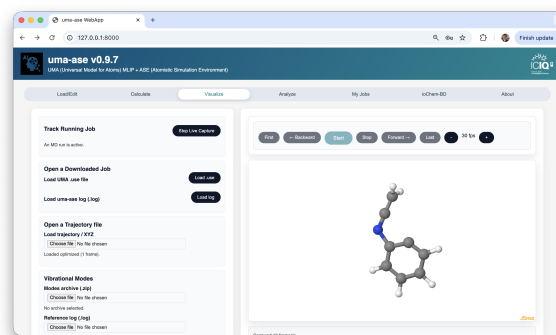 uma-ase WebApp
127.0.0.1:8000
Finish update
uma-ase v0.9.7
UMA (Universal Model for Atoms) MLIP + ASE (Atomistic Simulation Environment)
ICIQ
Load/Edit
Calculate
Visualize
Analyze
My Jobs
ioChem-BD
About
Track Running Job
Stop Live Capture
An MD run is active.
Open a Downloaded Job
Load UMA .use file
Load .use
Load uma-aas log (.log)
Load log
Open a Trajectory file
Load trajectory / XYZ
Choose file No file chosen
Loaded optimized (1 frame).
Vibrational Modes
Modes archive (.zip)
Choose file No file chosen
No archive selected.
Reference log (.log)
Choose file No file chosen
First
← Backward
Start
Stop
Forward →
Last
-
30 fps
+
JSmol